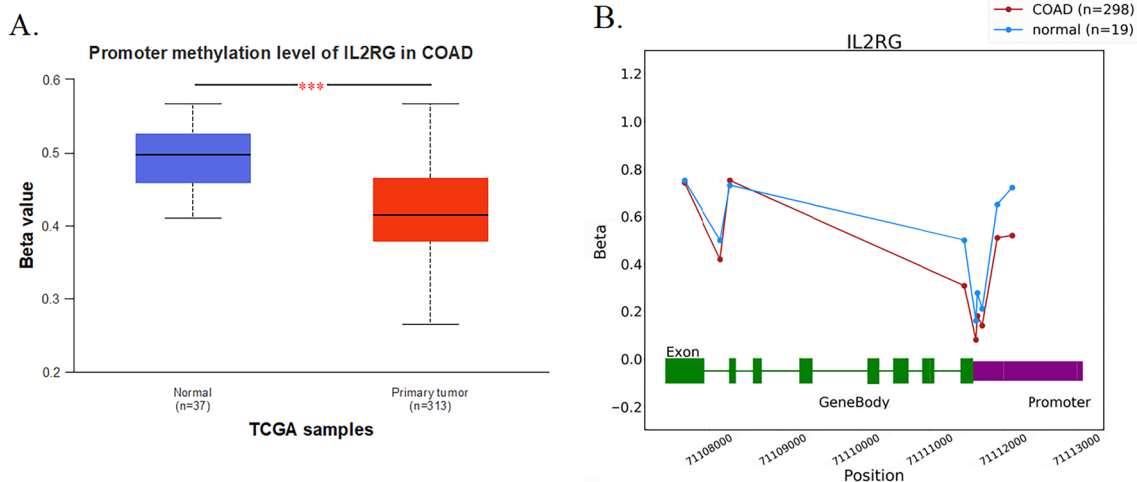 A.
Promoter methylation level of IL2RG in COAD
0.6
***
0.5
0.4
0.3
0.2
Beta value
Normal
(n=37)
Primary tumor
(n=313)
TCGA samples
B.
COAD (n=298)
normal (n=19)
IL2RG
1.2
1.0
0.8
0.6
0.4
0.2
0.0
−0.2
Beta
Exon
GeneBody
Promoter
71108000
71109000
71110000
71111000
71112000
71113000
Position